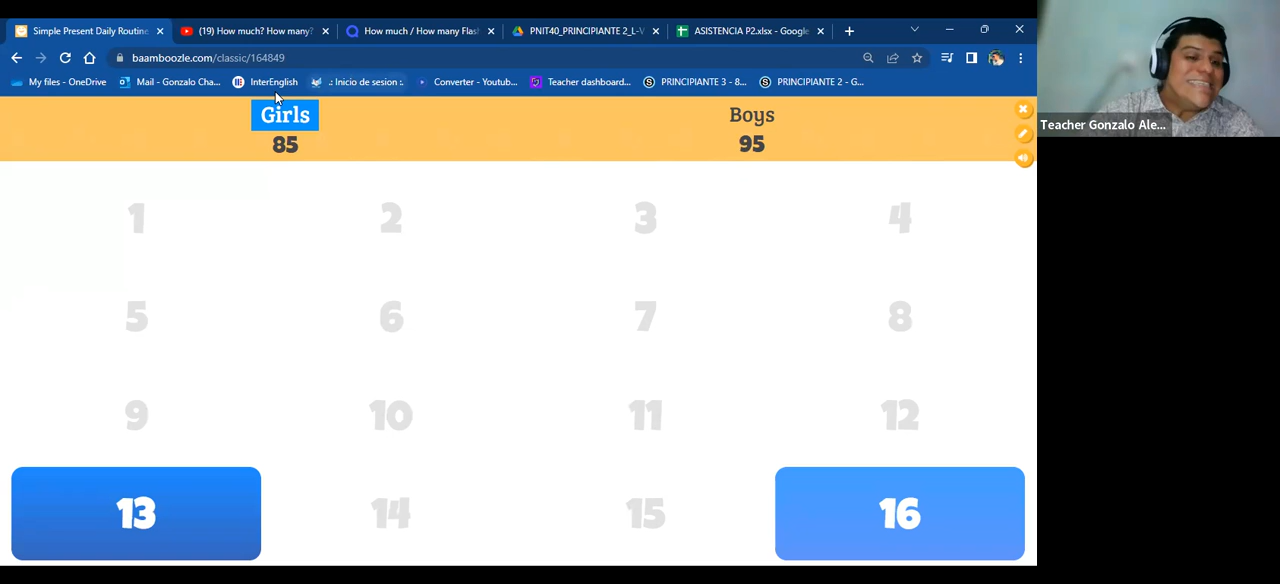 Simple Present Daily Routine
(19) How much? How many?
How much / How many Flas
PNIT40_PRINCIPIANTE 2_L-V
ASISTENCIA P2.xlsx - Google
baamboozle.com/classic/164849
My files - OneDrive
Mail - Gonzalo Cha...
InterEnglish
.: Inicio de sesion :.
Converter - Youtub...
Teacher dashboard...
PRINCIPIANTE 3 - 8...
PRINCIPIANTE 2 - G...
Girls
Boys
85
95
Teacher Gonzalo Ale...
1 2 3 4
5 6 7 8
9 10 11 12
13 14 15 16